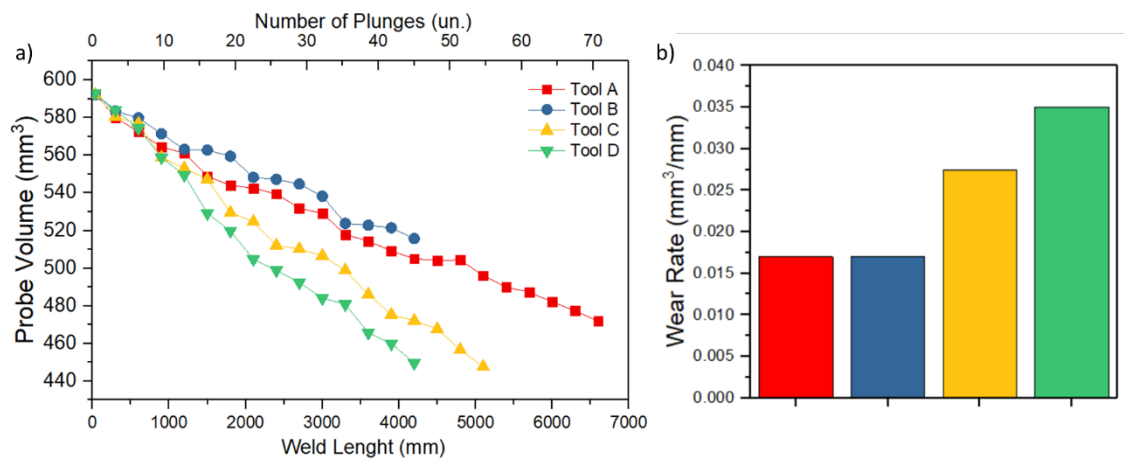 Number of Plunges (un.)
0 10 20 30 40 50 60 70
a)
600
580
560
540
520
500
480
460
440
Probe Volume (mm³)
Tool A
Tool B
Tool C
Tool D
0 1000 2000 3000 4000 5000 6000 7000
Weld Lenght (mm)
b)
0.040
0.035
0.030
0.025
0.020
0.015
0.010
0.005
0.000
Wear Rate (mm³/mm)